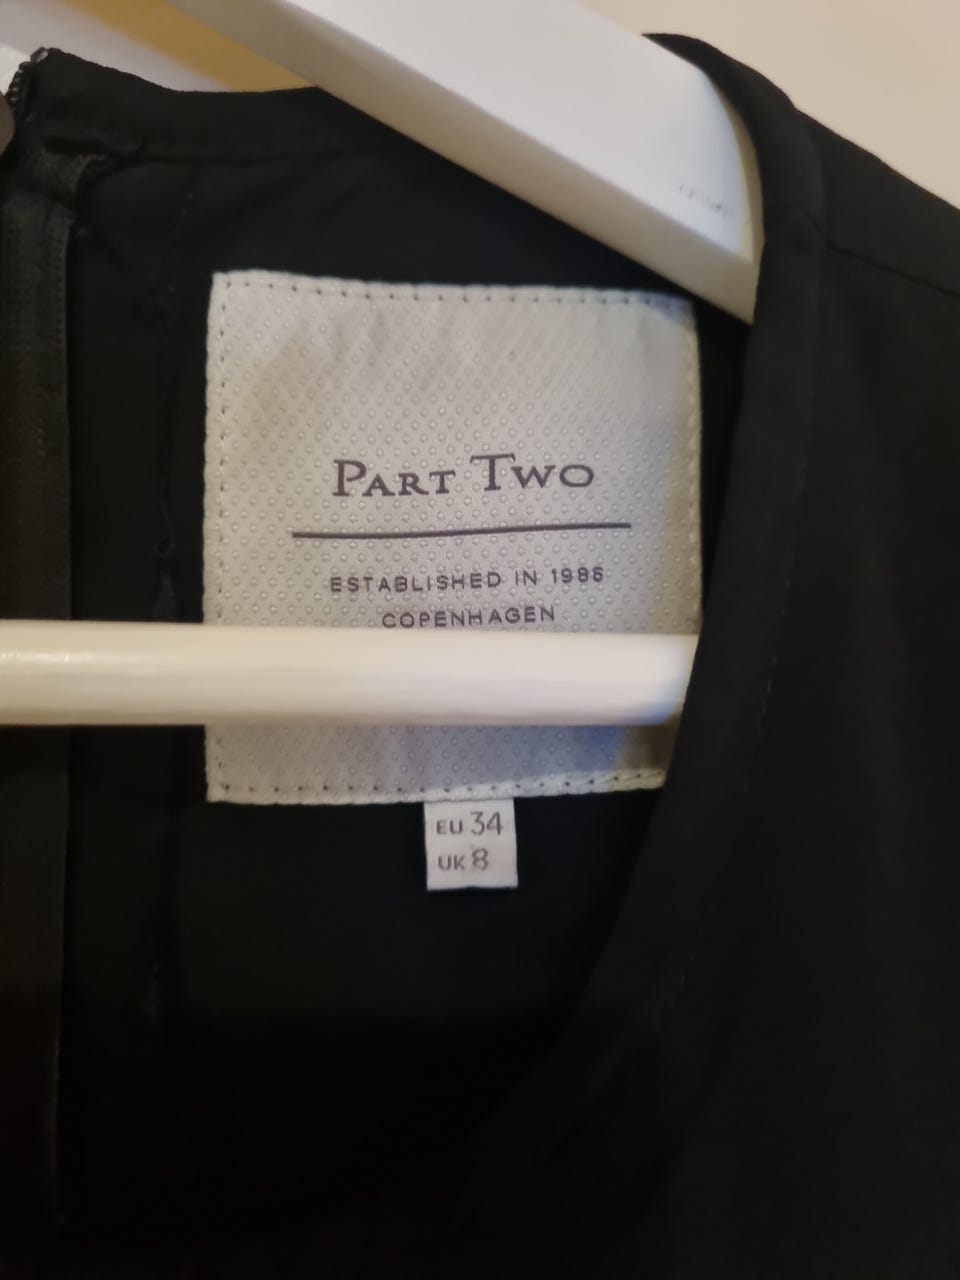 PART TWO
ESTABLISHED IN 1986
COPENHAGEN
EU 34
UK 8